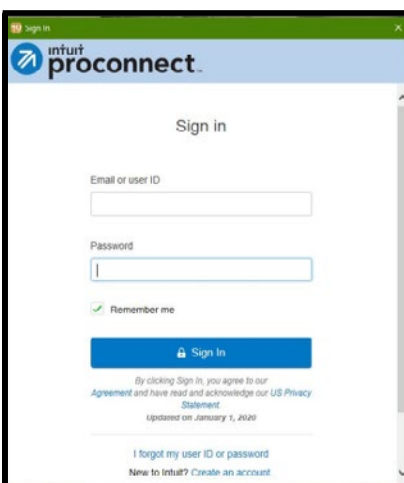 Sign In
intuit
proconnect
Sign in
Email or user ID
Password
Remember me
Sign In
By clicking Sign In, you agree to our
Agreement and have read and acknowledge our US Privacy
Statement
Updated on January 1, 2020
I forgot my user ID or password
New to Intuit? Create an account.